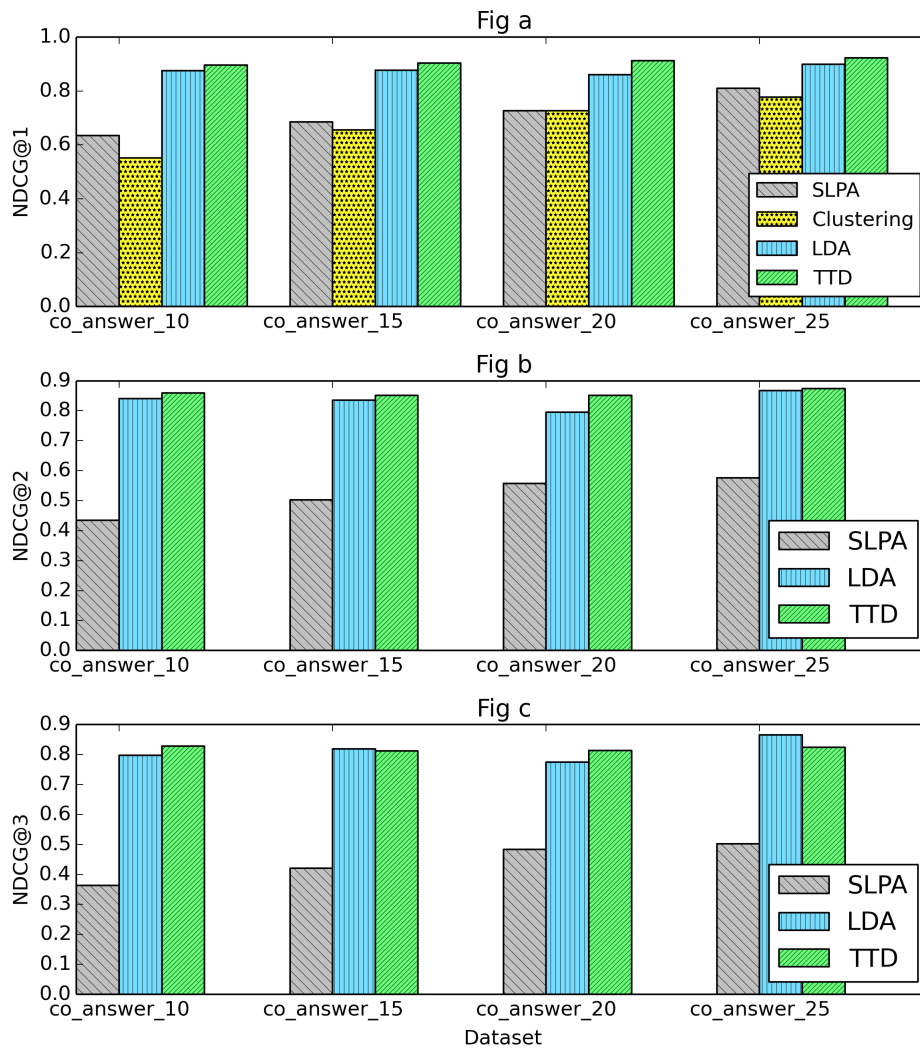 Fig a
1.0
0.8
0.6
0.4
0.2
0.0
NDCG@1
SLPA
Clustering
LDA
TTD
co_answer_10 co_answer_15 co_answer_20 co_answer_25
Fig b
0.9
0.8
0.7
0.6
0.5
0.4
0.3
0.2
0.1
0.0
NDCG@2
SLPA
LDA
TTD
co_answer_10 co_answer_15 co_answer_20 co_answer_25
Fig c
0.9
0.8
0.7
0.6
0.5
0.4
0.3
0.2
0.1
0.0
NDCG@3
SLPA
LDA
TTD
co_answer_10 co_answer_15 co_answer_20 co_answer_25
Dataset